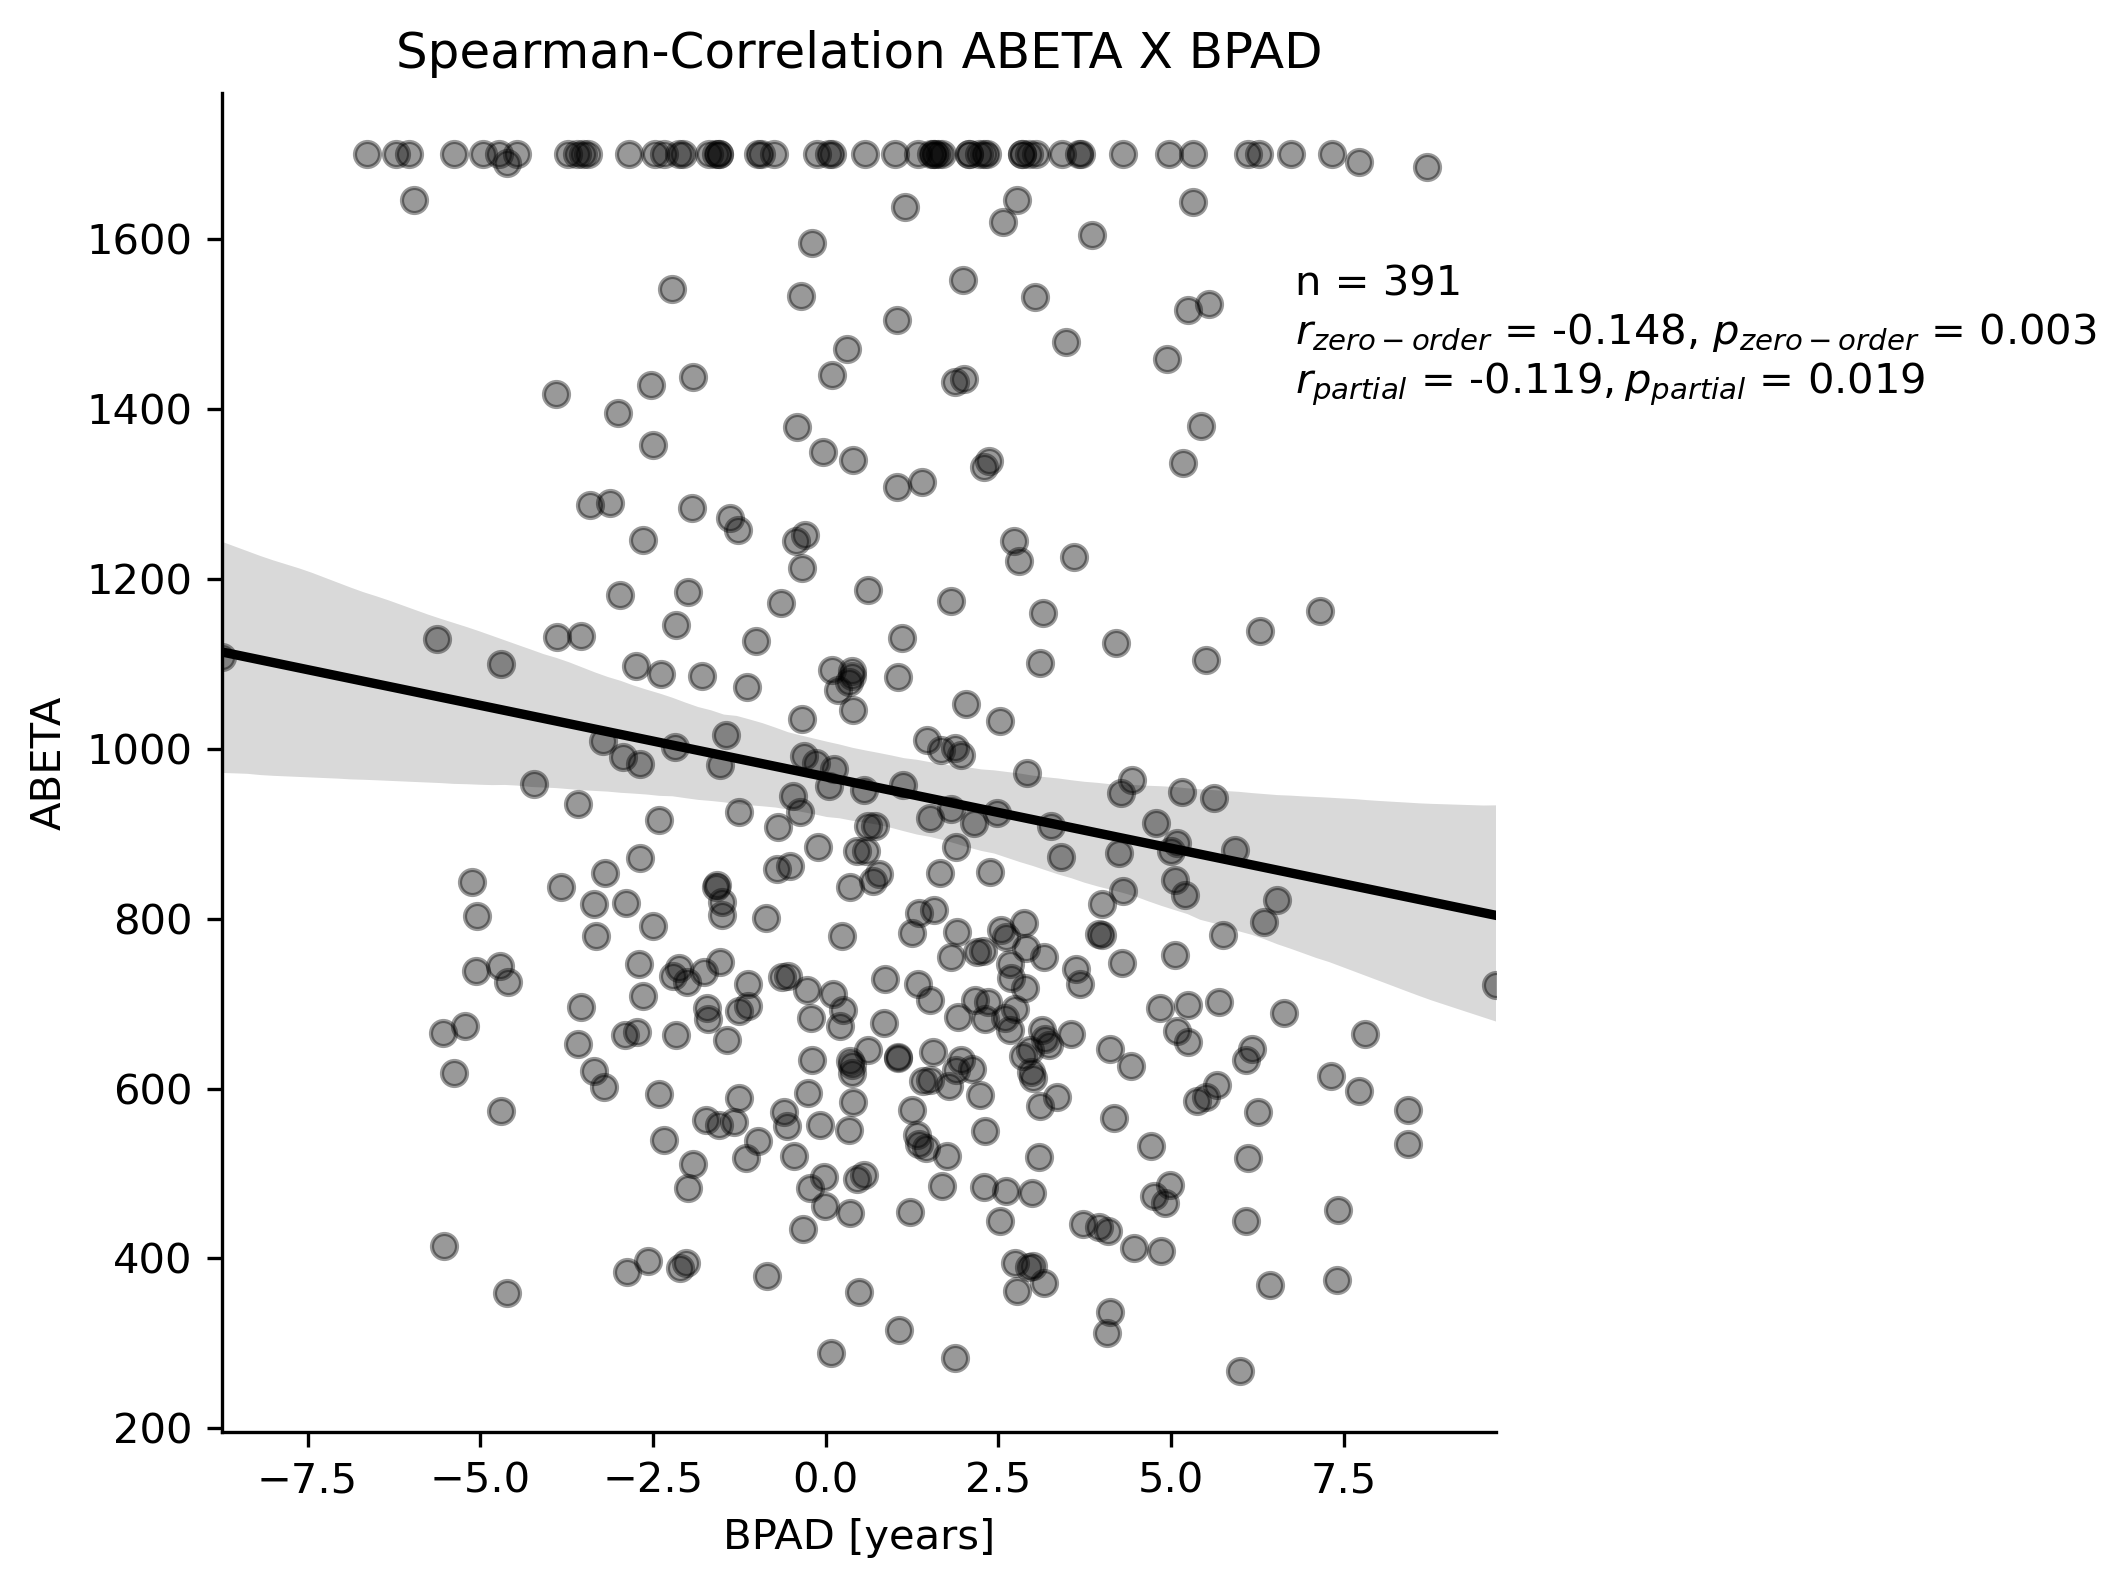 Spearman-Correlation ABETA X BPAD
1600
1400
1200
1000
800
600
400
200
ABETA
n = 391
r_zero−order = -0.148, p_zero−order = 0.003
r_partial = -0.119, p_partial = 0.019
−7.5 −5.0 −2.5 0.0 2.5 5.0 7.5
BPAD [years]